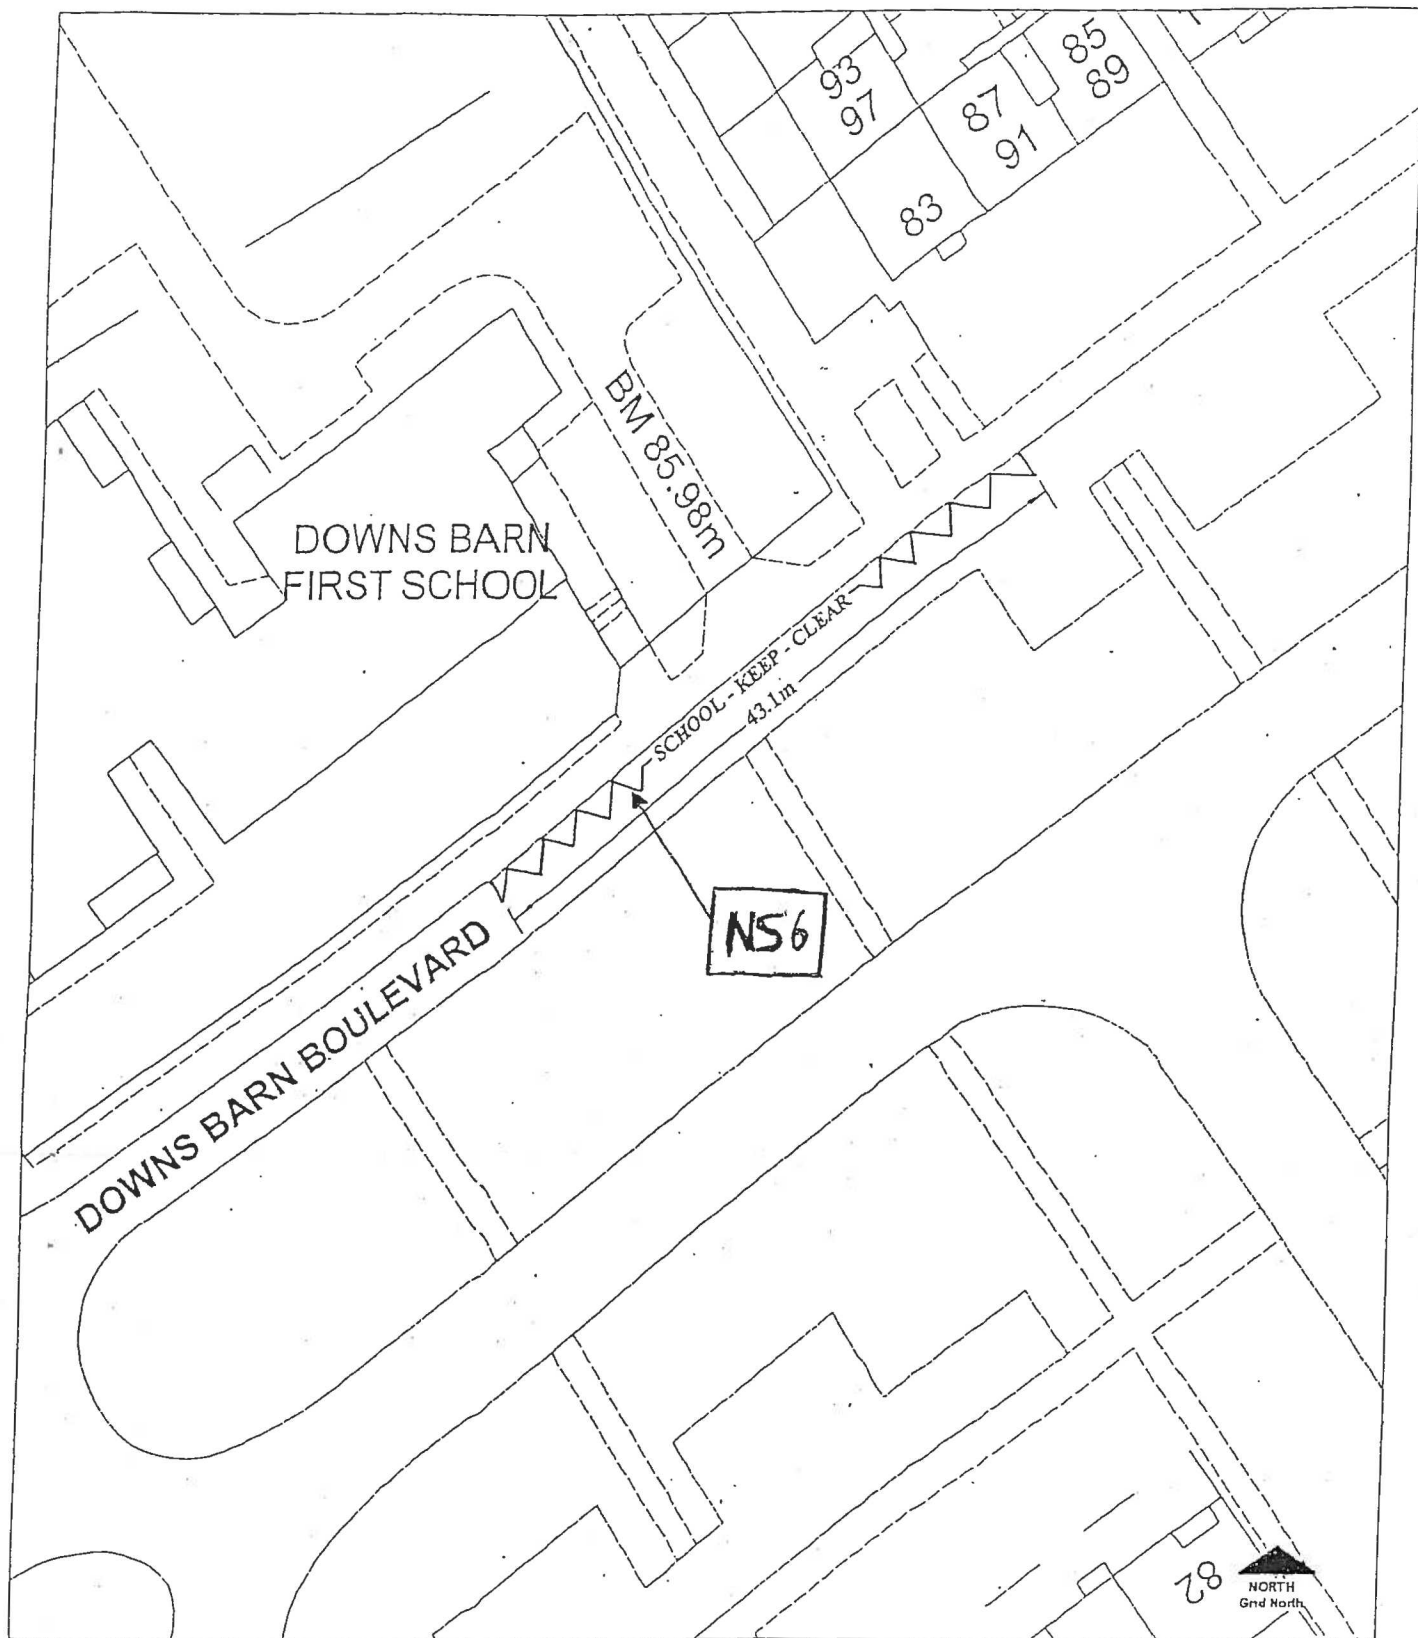 93
97
87
91
85
89
83
BM 85.98m
DOWNS BARN
FIRST SCHOOL
SCHOOL - KEEP - CLEAR
43.1m
NS6
DOWNS BARN BOULEVARD
82
NORTH
Grid North